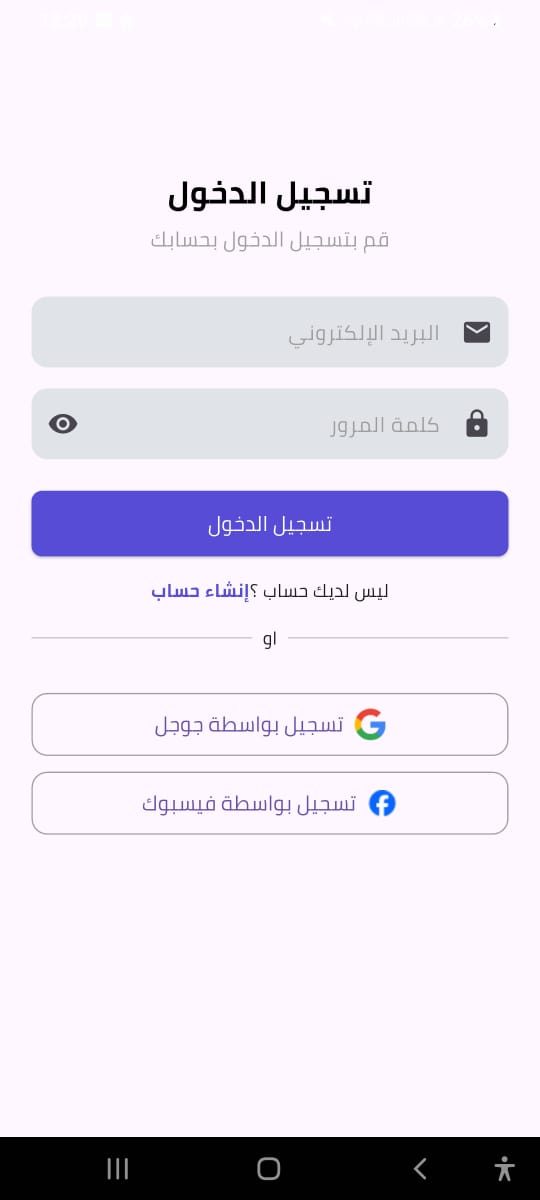 تسجيل الدخول
قم بتسجيل الدخول بحسابك
البريد الإلكتروني
كلمة المرور
تسجيل الدخول
ليس لديك حساب ؟إنشاء حساب
او
تسجيل بواسطة جوجل
تسجيل بواسطة فيسبوك